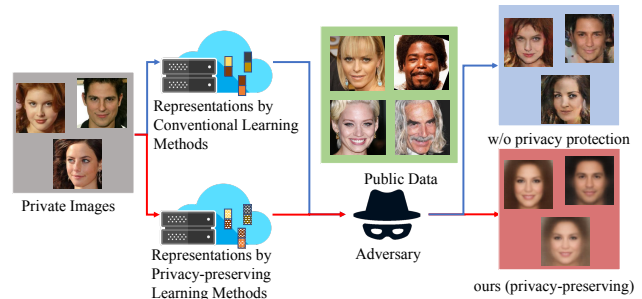 Private Images
Representations by
Conventional Learning
Methods
Representations by
Privacy-preserving
Learning Methods
Public Data
Adversary
w/o privacy protection
ours (privacy-preserving)